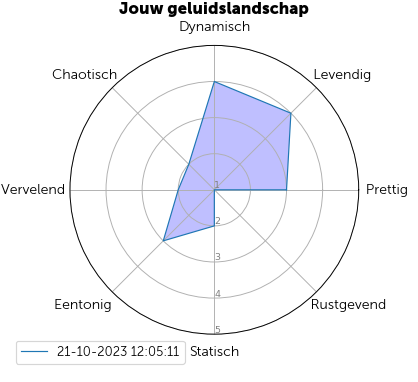 Jouw geluidslandschap
Dynamisch
Chaotisch
Levendig
Vervelend
1
Prettig
2
3
4
Eentonig
Rustgevend
5
21-10-2023 12:05:11
Statisch